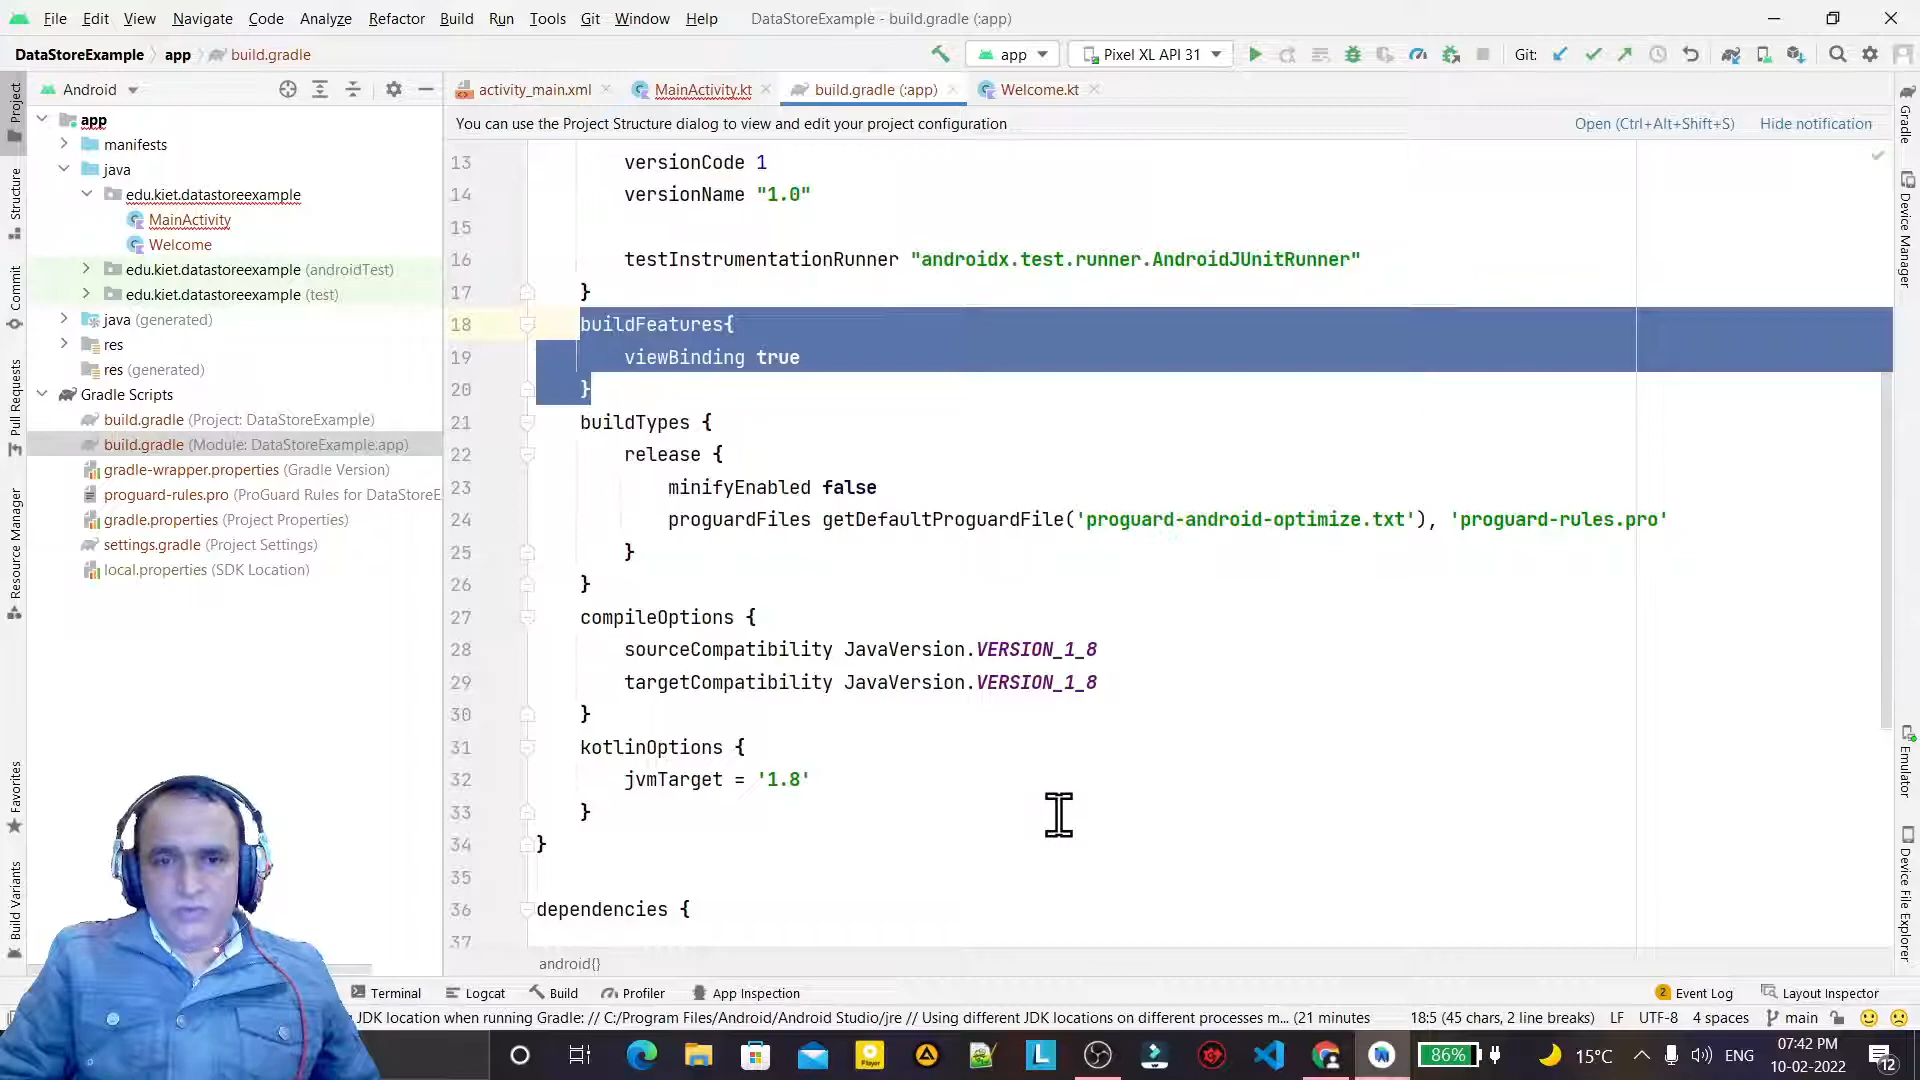 File Edit View Navigate Code Analyze Refactor Build Run Tools Git Window Help DataStoreExample - build.gradle (:app)
DataStoreExample app build.gradle app Pixel XL API 31 Git:
Android activity_main.xml MainActivity.kt build.gradle (:app) Welcome.kt
You can use the Project Structure dialog to view and edit your project configuration Open (Ctrl+Alt+Shift+S) Hide notification
app
manifests
java
edu.kiet.datastoreexample
MainActivity
Welcome
edu.kiet.datastoreexample (androidTest)
edu.kiet.datastoreexample (test)
java (generated)
res
res (generated)
Gradle Scripts
build.gradle (Project: DataStoreExample)
build.gradle (Module: DataStoreExample.app)
gradle-wrapper.properties (Gradle Version)
proguard-rules.pro (ProGuard Rules for DataStoreE
gradle.properties (Project Properties)
settings.gradle (Project Settings)
local.properties (SDK Location)
13 versionCode 1
14 versionName "1.0"
15
16 testInstrumentationRunner "androidx.test.runner.AndroidJUnitRunner"
17 }
18 buildFeatures{
19 viewBinding true
20 }
21 buildTypes {
22 release {
23 minifyEnabled false
24 proguardFiles getDefaultProguardFile('proguard-android-optimize.txt'), 'proguard-rules.pro'
25 }
26 }
27 compileOptions {
28 sourceCompatibility JavaVersion.VERSION_1_8
29 targetCompatibility JavaVersion.VERSION_1_8
30 }
31 kotlinOptions {
32 jvmTarget = '1.8'
33 }
34 }
35
36 dependencies {
37
android{}
Project
Structure
Commit
Pull Requests
Resource Manager
Favorites
Build Variants
Gradle
Device Manager
Emulator
Device File Explorer
Terminal Logcat Build Profiler App Inspection 2 Event Log Layout Inspector
JDK location when running Gradle: // C:/Program Files/Android/Android Studio/jre // Using different JDK locations on different processes m... (21 minutes 18:5 (45 chars, 2 line breaks) LF UTF-8 4 spaces main
L Player 86% 15°C ENG 07:42 PM
10-02-2022 12